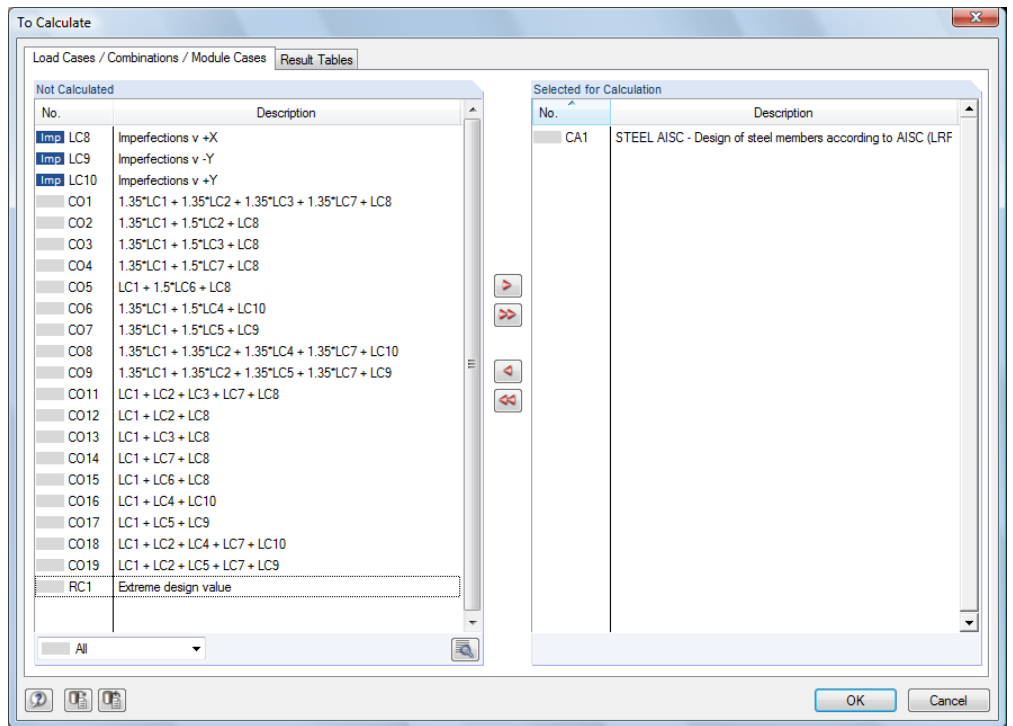 To Calculate
Load Cases / Combinations / Module Cases Result Tables
Not Calculated
No. Description
Imp LC8 Imperfections v +X
Imp LC9 Imperfections v -Y
Imp LC10 Imperfections v +Y
CO1 1.35*LC1 + 1.35*LC2 + 1.35*LC3 + 1.35*LC7 + LC8
CO2 1.35*LC1 + 1.5*LC2 + LC8
CO3 1.35*LC1 + 1.5*LC3 + LC8
CO4 1.35*LC1 + 1.5*LC7 + LC8
CO5 LC1 + 1.5*LC6 + LC8
CO6 1.35*LC1 + 1.5*LC4 + LC10
CO7 1.35*LC1 + 1.5*LC5 + LC9
CO8 1.35*LC1 + 1.35*LC2 + 1.35*LC4 + 1.35*LC7 + LC10
CO9 1.35*LC1 + 1.35*LC2 + 1.35*LC5 + 1.35*LC7 + LC9
CO11 LC1 + LC2 + LC3 + LC7 + LC8
CO12 LC1 + LC2 + LC8
CO13 LC1 + LC3 + LC8
CO14 LC1 + LC7 + LC8
CO15 LC1 + LC6 + LC8
CO16 LC1 + LC4 + LC10
CO17 LC1 + LC5 + LC9
CO18 LC1 + LC2 + LC4 + LC7 + LC10
CO19 LC1 + LC2 + LC5 + LC7 + LC9
RC1 Extreme design value
All
Selected for Calculation
No. Description
CA1 STEEL AISC - Design of steel members according to AISC (LRF
OK Cancel